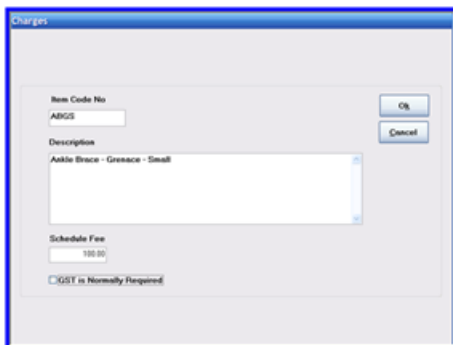 Charges
Item Code No
ABGS
Ok
Cancel
Description
Ankle Brace - Grenace - Small
Schedule Fee
100.00
GST is Normally Required